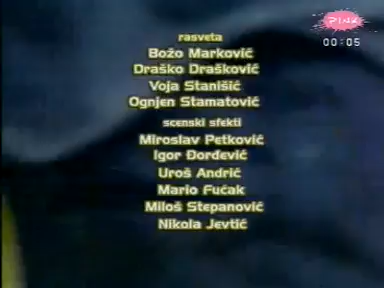 PINK
00:05
rasveta
Božo Marković
Draško Drašković
Voja Stanišić
Ognjen Stamatović
scenski efekti
Miroslav Petković
Igor Đorđević
Uroš Andrić
Mario Fućak
Miloš Stepanović
Nikola Jevtić